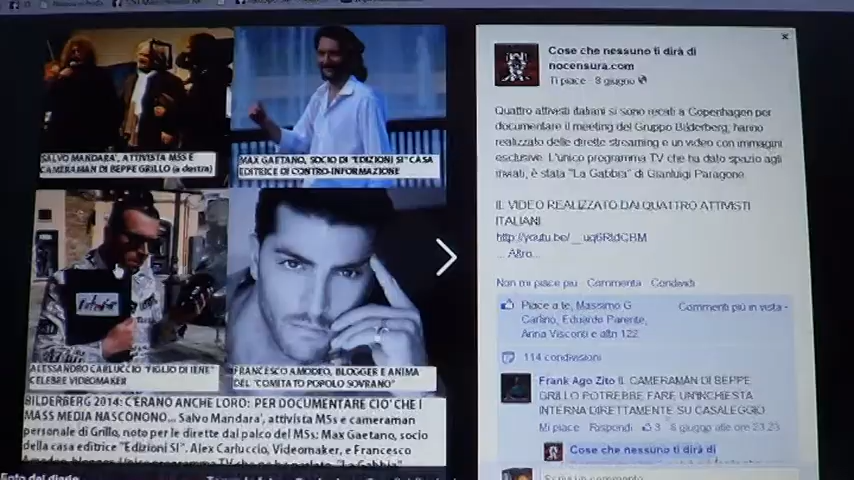 SALVO MANDARA', ATTIVISTA M5S E
CAMERAMAN DI BEPPE GRILLO (a destra)
MAX GAETANO, SOCIO DI "EDIZIONI SI" CASA
EDITRICE DI CONTRO-INFORMAZIONE
ALESSANDRO CARLUCCIO "FIGLIO DI IENE"
CELEBRE VIDEOMAKER
FRANCESCO AMODEO, BLOGGER E ANIMA
DEL "COMITATO POPOLO SOVRANO"
BILDERBERG 2014: C'ERANO ANCHE LORO: PER DOCUMENTARE CIO' CHE I
MASS MEDIA NASCONONO... Salvo Mandara', attivista M5s e cameraman
personale di Grillo, noto per le dirette dal palco del M5s: Max Gaetano, socio
della casa editrice "Edizioni SI". Alex Carluccio, Videomaker, e Francesco
Cose che nessuno ti dirà di
nocensura.com
Ti piace · 8 giugno
Quattro attivisti italiani si sono recati a Copenhagen per
documentare il meeting del Gruppo Bilderberg, hanno
realizzato delle dirette streaming e un video con immagini
esclusive. L'unico programma TV che ha dato spazio agli
inviati, è stata "La Gabbia" di Gianluigi Paragone
IL VIDEO REALIZZATO DAI QUATTRO ATTIVISTI
ITALIANI
... Altro...
Non mi piace più · Commenta · Condividi
Piace a te, Massimo G
Carlino, Eduardo Parente,
Anna Visconti e altri 122.
Commenti più in vista
114 condivisioni
Frank Ago Zito IL CAMERAMAN DI BEPPE
GRILLO POTREBBE FARE UN'INCHIESTA
INTERNA DIRETTAMENTE SU CASALEGGIO
Mi piace · Rispondi · 3 · 8 giugno alle ore 23.23
Cose che nessuno ti dirà di
Scrivi un commento